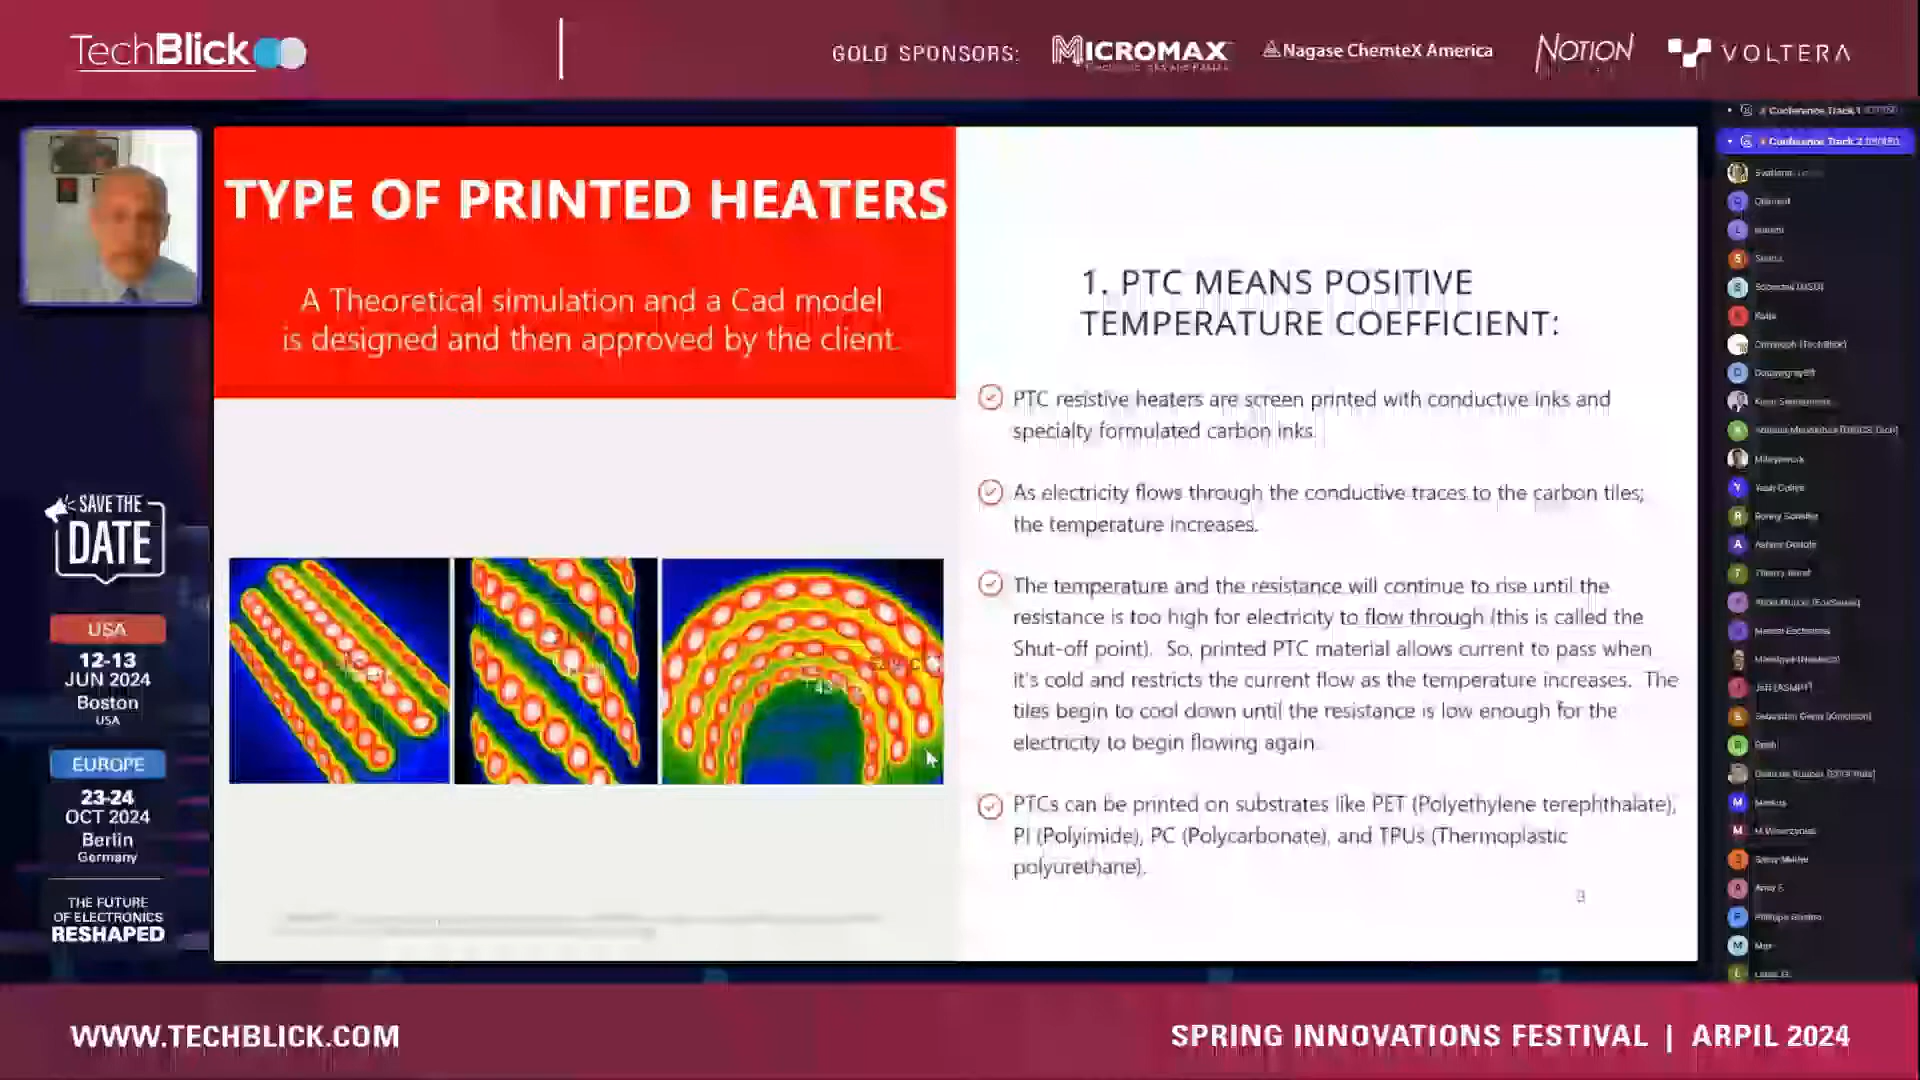 TechBlick
GOLD SPONSORS:
MICROMAX
Nagase ChemteX America
NOTION
VOLTERA
TYPE OF PRINTED HEATERS
A Theoretical simulation and a Cad model
is designed and then approved by the client.
1. PTC MEANS POSITIVE
TEMPERATURE COEFFICIENT:
PTC resistive heaters are screen printed with conductive inks and
specialty formulated carbon inks.
As electricity flows through the conductive traces to the carbon tiles;
the temperature increases.
The temperature and the resistance will continue to rise until the
resistance is too high for electricity to flow through (this is called the
Shut-off point). So, printed PTC material allows current to pass when
it's cold and restricts the current flow as the temperature increases. The
tiles begin to cool down until the resistance is low enough for the
electricity to begin flowing again.
PTCs can be printed on substrates like PET (Polyethylene terephthalate),
PI (Polyimide), PC (Polycarbonate), and TPUs (Thermoplastic
polyurethane).
SAVE THE
DATE
USA
12-13
JUN 2024
Boston
USA
EUROPE
23-24
OCT 2024
Berlin
Germany
THE FUTURE
OF ELECTRONICS
RESHAPED
Conference Track 1
Conference Track 2
Christoph (TechBlick)
WWW.TECHBLICK.COM
SPRING INNOVATIONS FESTIVAL | ARPIL 2024